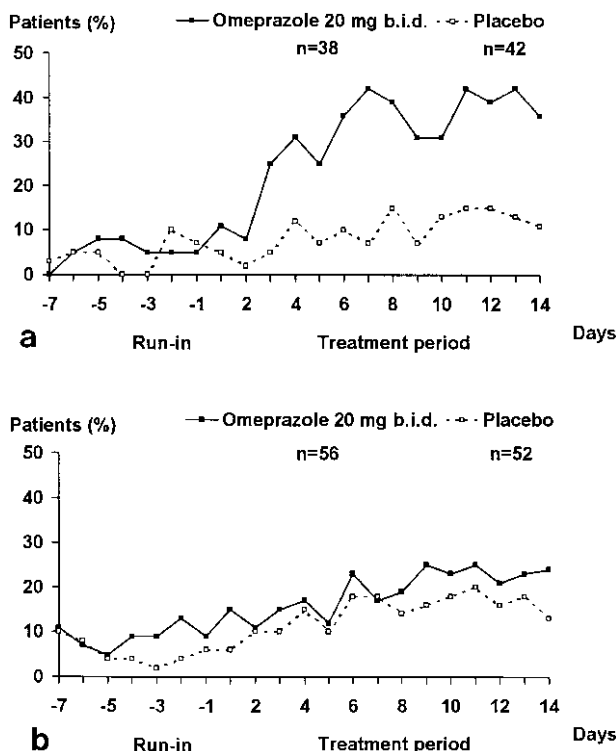 Patients (%)
Omeprazole 20 mg b.i.d. Placebo
n=38 n=42
50
40
30
20
10
0
-7 -5 -3 -1 2 4 6 8 10 12 14
Days
a Run-in Treatment period
Patients (%)
Omeprazole 20 mg b.i.d. Placebo
n=56 n=52
50
40
30
20
10
0
-7 -5 -3 -1 2 4 6 8 10 12 14
Days
b Run-in Treatment period